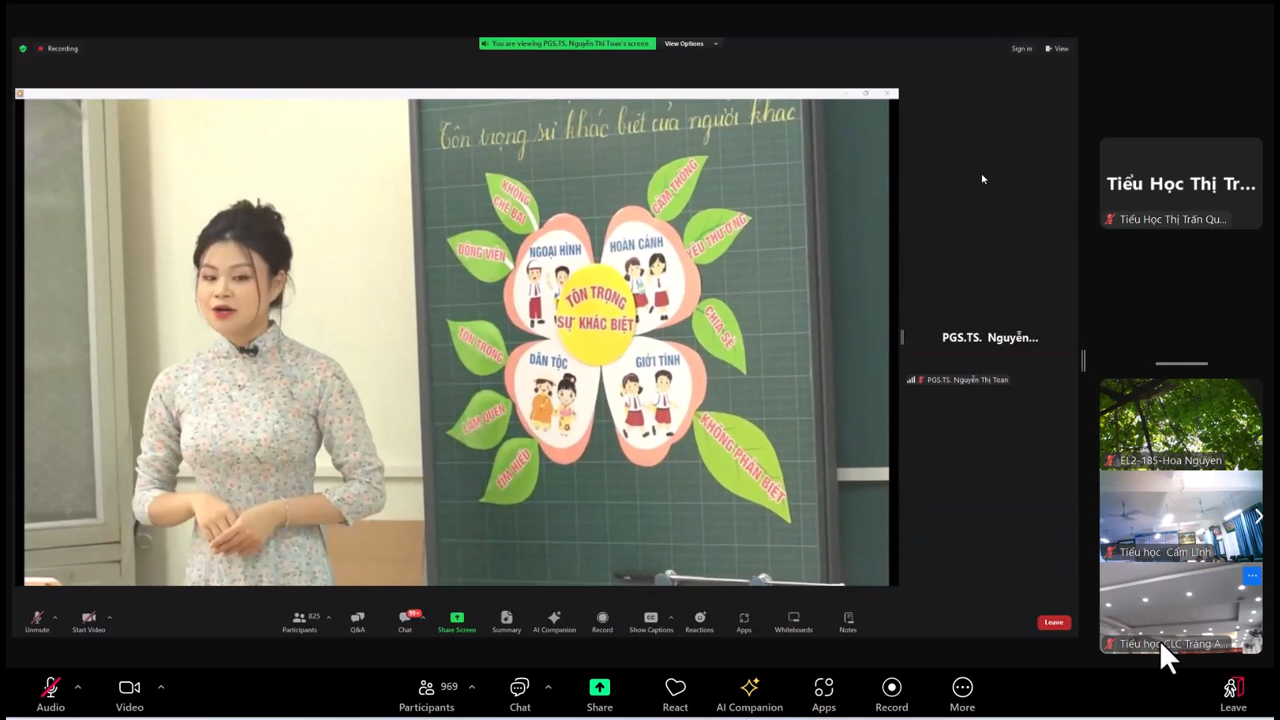 Recording
You are viewing PGS.TS. Nguyễn Thị Toan's screen
View Options
Sign in
View
Tôn trọng sự khác biệt của người khác
KHÔNG CHÊ BAI
CẢM THÔNG
ĐỘNG VIÊN
NGOẠI HÌNH
HOÀN CẢNH
YÊU THƯƠNG
TÔN TRỌNG
SỰ KHÁC BIỆT
TÔN TRỌNG
DÂN TỘC
GIỚI TÍNH
CHIA SẺ
LÀM QUEN
TÌM HIỂU
KHÔNG PHÂN BIỆT
PGS.TS. Nguyễn...
PGS.TS. Nguyễn Thị Toan
Tiểu Học Thị Tr...
Tiểu Học Thị Trấn Qu...
EL2-185-Hoa Nguyen
Tiểu học Cẩm Lĩnh
Tiểu học CLC Tràng A...
Unmute
Start Video
825
Participants
Q&A
99+
Chat
Share Screen
Summary
AI Companion
Record
CC
Show Captions
Reactions
Apps
Whiteboards
Notes
Leave
Audio
Video
969
Participants
Chat
Share
React
AI Companion
Apps
Record
More
Leave